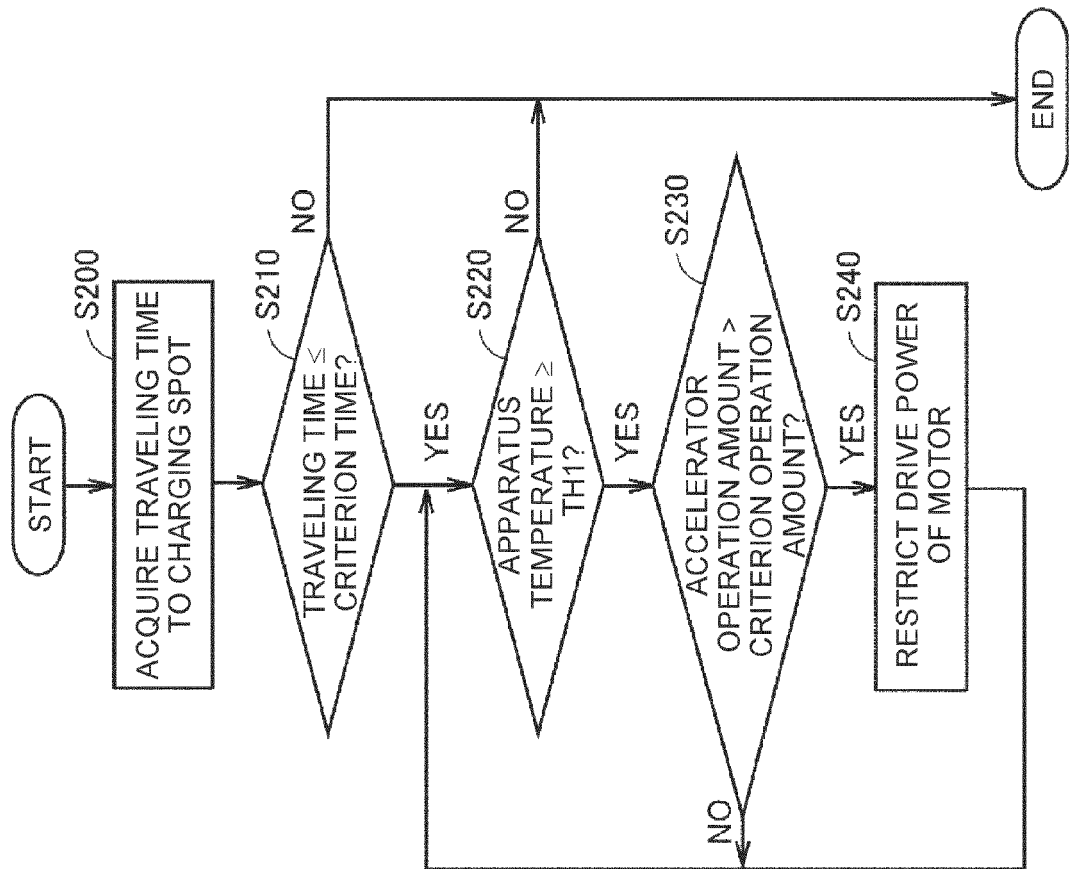 START
S200
ACQUIRE TRAVELING TIME
TO CHARGING SPOT
S210
TRAVELING TIME ≤
CRITERION TIME?
NO
YES
S220
APPARATUS
TEMPERATURE ≥
TH1?
NO
YES
S230
ACCELERATOR
OPERATION AMOUNT >
CRITERION OPERATION
AMOUNT?
NO
YES
S240
RESTRICT DRIVE POWER
OF MOTOR
END